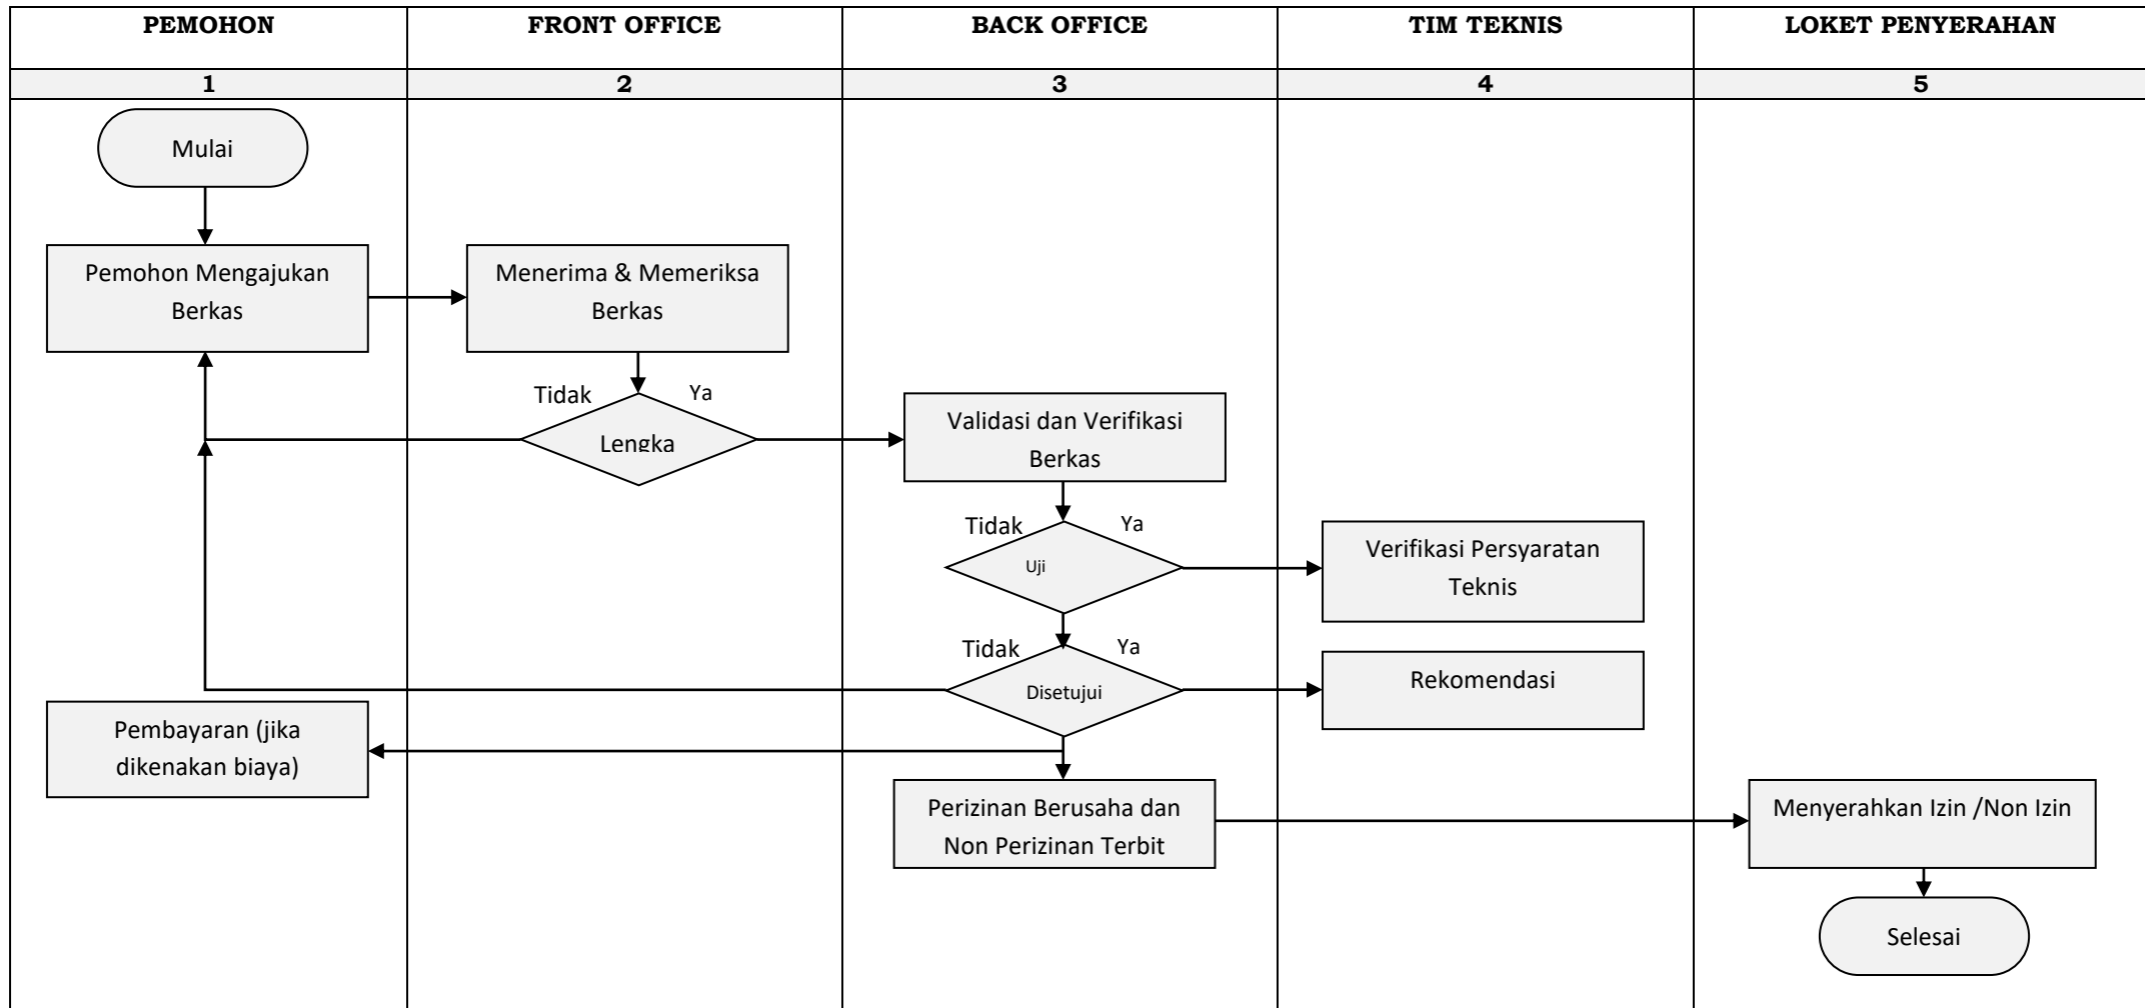 PEMOHON
FRONT OFFICE
BACK OFFICE
TIM TEKNIS
LOKET PENYERAHAN
1
2
3
4
5
Mulai
Pemohon Mengajukan
Berkas
Menerima & Memeriksa
Berkas
Tidak
Ya
Lengka
Validasi dan Verifikasi
Berkas
Tidak
Ya
Uji
Verifikasi Persyaratan
Teknis
Tidak
Ya
Disetujui
Rekomendasi
Pembayaran (jika
dikenakan biaya)
Perizinan Berusaha dan
Non Perizinan Terbit
Menyerahkan Izin /Non Izin
Selesai